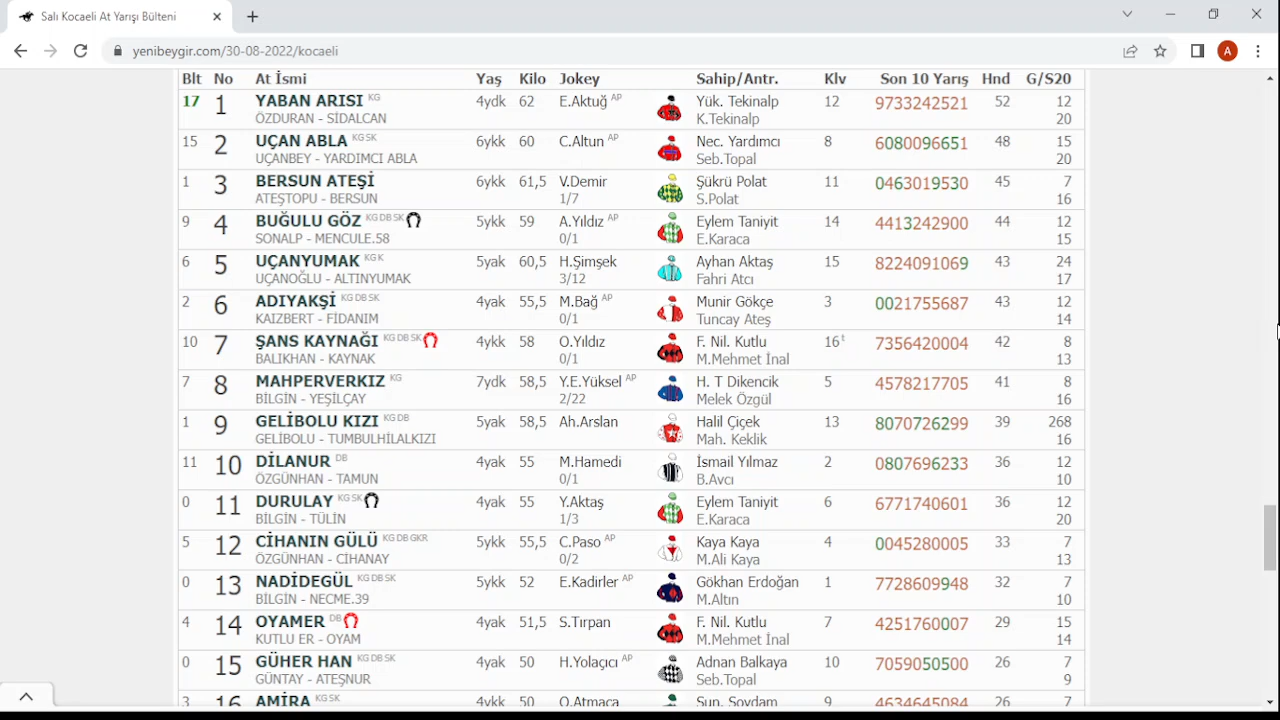 Salı Kocaeli At Yarışı Bülteni
yenibeygir.com/30-08-2022/kocaeli
A
Blt No At İsmi Yaş Kilo Jokey Sahip/Antr. Klv Son 10 Yarış Hnd G/S20
17 1 YABAN ARISI KG 4ydk 62 E.Aktuğ AP Yük. Tekinalp 12 9733242521 52 12
ÖZDURAN - SİDALCAN K.Tekinalp 20
15 2 UÇAN ABLA KG SK 6ykk 60 C.Altun AP Nec. Yardımcı 8 6080096651 48 15
UÇANBEY - YARDIMCI ABLA Seb.Topal 20
1 3 BERSUN ATEŞİ 6ykk 61,5 V.Demir Şükrü Polat 11 0463019530 45 7
ATEŞTOPU - BERSUN 1/7 S.Polat 16
9 4 BUĞULU GÖZ KG DB SK 5ykk 59 A.Yıldız AP Eylem Taniyit 14 4413242900 44 12
SONALP - MENCULE.58 0/1 E.Karaca 15
6 5 UÇANYUMAK KG K 5yak 60,5 H.Şimşek Ayhan Aktaş 15 8224091069 43 24
UÇANOĞLU - ALTINYUMAK 3/12 Fahri Atcı 17
2 6 ADIYAKŞİ KG DB SK 4yak 55,5 M.Bağ AP Munir Gökçe 3 0021755687 43 12
KAIZBERT - FİDANIM 0/1 Tuncay Ateş 14
10 7 ŞANS KAYNAĞI KG DB SK 4ykk 58 O.Yıldız F. Nil. Kutlu 16 t 7356420004 42 8
BALIKHAN - KAYNAK 0/1 M.Mehmet İnal 13
7 8 MAHPERVERKIZ KG 7ydk 58,5 Y.E.Yüksel AP H. T Dikencik 5 4578217705 41 8
BİLGİN - YEŞİLÇAY 2/22 Melek Özgül 16
1 9 GELİBOLU KIZI KG DB 5yak 58,5 Ah.Arslan Halil Çiçek 13 8070726299 39 268
GELİBOLU - TUMBULHİLALKIZI Mah. Keklik 16
11 10 DİLANUR DB 4yak 55 M.Hamedi İsmail Yılmaz 2 0807696233 36 12
ÖZGÜNHAN - TAMUN 0/1 B.Avcı 10
0 11 DURULAY KG SK 4yak 55 Y.Aktaş Eylem Taniyit 6 6771740601 36 12
BİLGİN - TÜLİN 1/3 E.Karaca 20
5 12 CİHANIN GÜLÜ KG DB GKR 5ykk 55,5 C.Paso AP Kaya Kaya 4 0045280005 33 7
ÖZGÜNHAN - CİHANAY 0/2 M.Ali Kaya 13
0 13 NADİDEGÜL KG DB SK 5ykk 52 E.Kadirler AP Gökhan Erdoğan 1 7728609948 32 7
BİLGİN - NECME.39 M.Altın 10
4 14 OYAMER DB 4yak 51,5 S.Tırpan F. Nil. Kutlu 7 4251760007 29 15
KUTLU ER - OYAM M.Mehmet İnal 14
0 15 GÜHER HAN KG DB SK 4yak 50 H.Yolaçcı AP Adnan Balkaya 10 7059050500 26 7
GÜNTAY - ATEŞNUR Seb.Topal 9
3 16 AMİRA KG SK 4ykk 50 O.Atmaca Sun. Soydam 9 4634645084 26 7